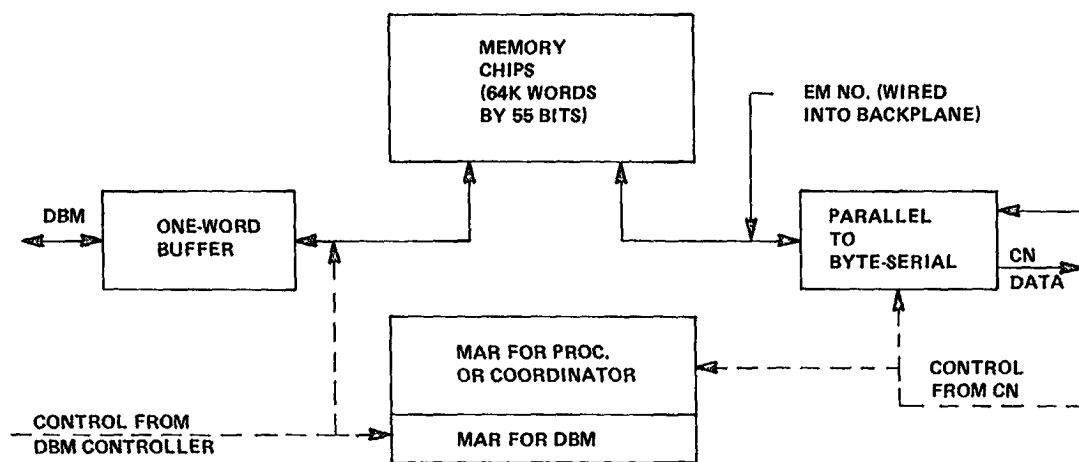 MEMORY
CHIPS
(64K WORDS
BY 55 BITS)
EM NO. (WIRED
INTO BACKPLANE)
DBM
ONE-WORD
BUFFER
PARALLEL
TO
BYTE-SERIAL
CN
DATA
MAR FOR PROC.
OR COORDINATOR
CONTROL
FROM CN
CONTROL FROM
DBM CONTROLLER
MAR FOR DBM